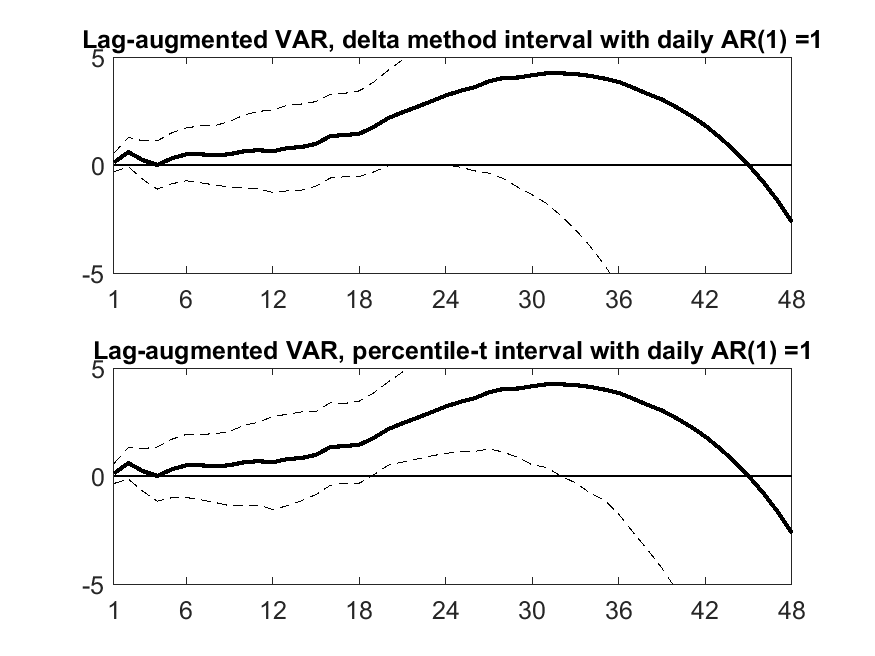 Lag-augmented VAR, delta method interval with daily AR(1) =1
5
0
-5
1 6 12 18 24 30 36 42 48
Lag-augmented VAR, percentile-t interval with daily AR(1) =1
5
0
-5
1 6 12 18 24 30 36 42 48